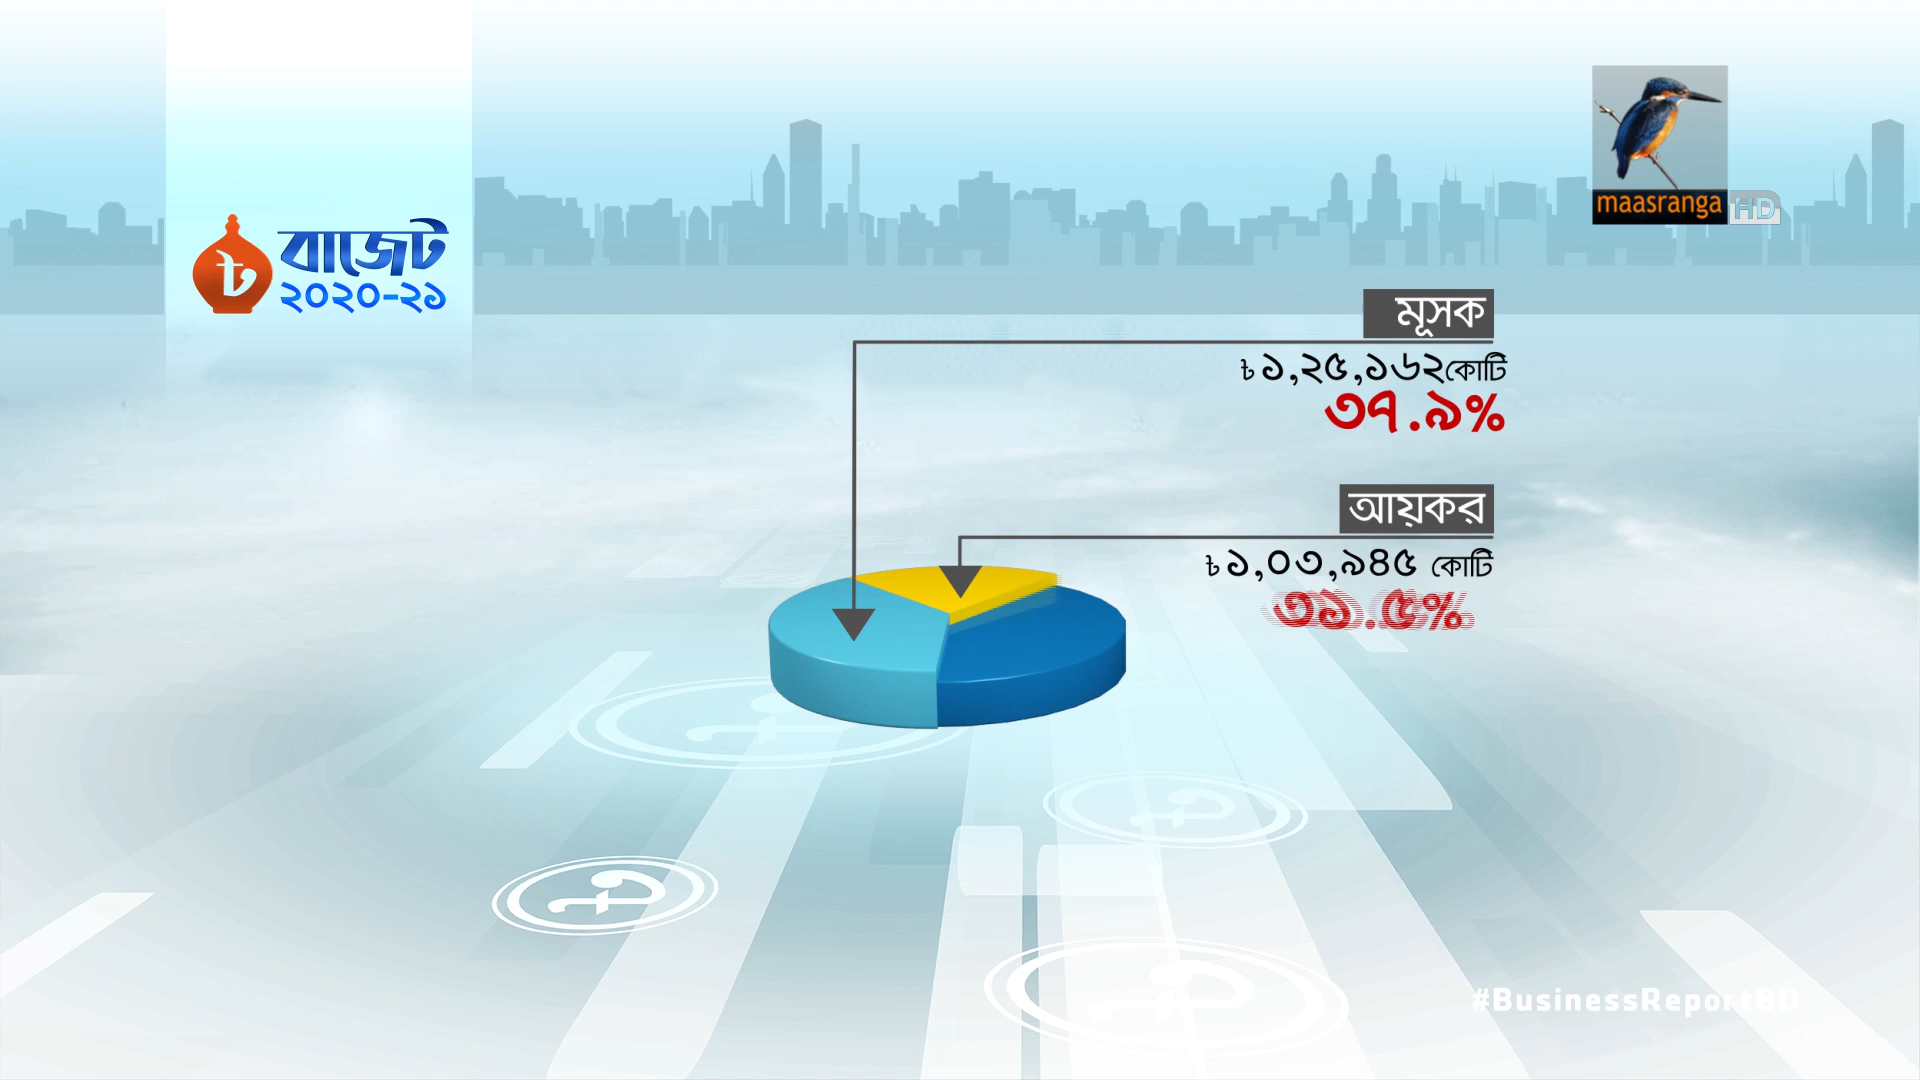 বাজেট
২০২০-২১
maasranga HD
মূসক
৳ ১,২৫,১৬২কোটি
৩৭.৯%
আয়কর
৳ ১,০৩,৯৪৫ কোটি
৩১.৫%
#BusinessReportBD